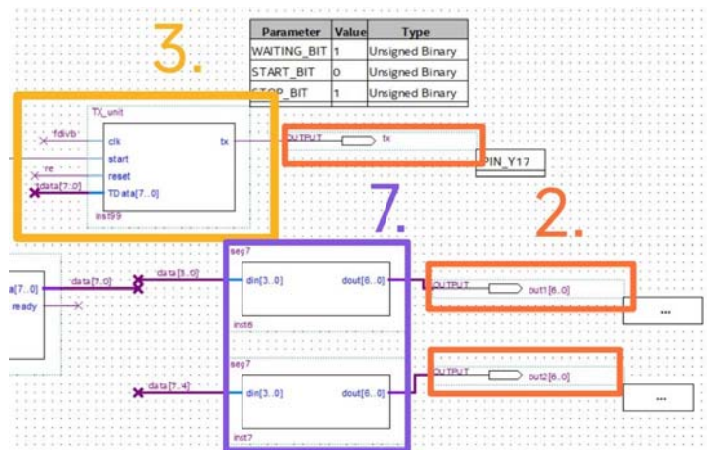 3.
Parameter Value Type
WAITING_BIT 1 Unsigned Binary
START_BIT 0 Unsigned Binary
STOP_BIT 1 Unsigned Binary
TX_unit
fdivb
clk
tx
start
re
reset
tdata[7..0]
TData[7..0]
inst99
OUTPUT
tx
PIN_Y17
7.
2.
seg7
data[3..0]
din[3..0]
dout[6..0]
inst6
OUTPUT
out1[6..0]
...
a[7..0]
data[7..0]
ready
seg7
data[7..4]
din[3..0]
dout[6..0]
inst7
OUTPUT
out2[6..0]
...